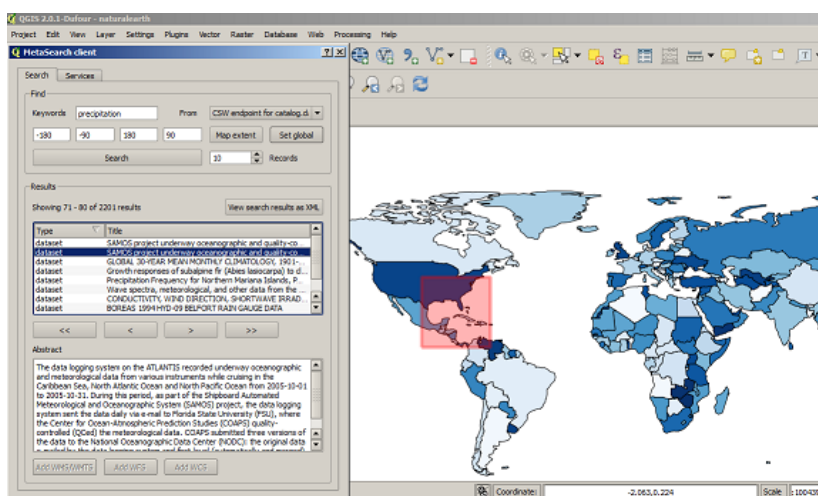 QGIS 2.0.1-Dufour - naturalearth
Project Edit View Layer Settings Plugins Vector Raster Database Web Processing Help
MetaSearch client
Search Services
Find
Keywords precipitation From CSW endpoint for catalog.d
-180 -90 180 90 Map extent Set global
Search 10 Records
Results
Showing 71 - 80 of 2201 results View search results as XML
Type Title
dataset SAMOS project underway oceanographic and quality-co...
dataset SAMOS project underway oceanographic and quality-co...
dataset GLOBAL 30-YEAR MEAN MONTHLY CLIMATOLOGY, 1901-...
dataset Growth responses of subalpine fir (Abies lasiocarpa) to d...
dataset Precipitation Frequency for Northern Mariana Islands, P...
dataset Wave spectra, meteorological, and other data from the ...
dataset CONDUCTIVITY, WIND DIRECTION, SHORTWAVE IRRAD...
dataset BOREAS 1994 HYD-09 BELFORT RAIN GAUGE DATA
<< < > >>
Abstract
The data logging system on the ATLANTIS recorded underway oceanographic
and meteorological data from various instruments while cruising in the
Caribbean Sea, North Atlantic Ocean and North Pacific Ocean from 2005-10-01
to 2005-10-31. During this period, as part of the Shipboard Automated
Meteorological and Oceanographic System (SAMOS) project, the data logging
system sent the data daily via e-mail to Florida State University (FSU), where
the Center for Ocean-Atmospheric Prediction Studies (COAPS) quality-
controlled (QCed) the meteorological data. COAPS submitted three versions of
the data to the National Oceanographic Data Center (NODC): the original data
Add WMS/WMTS Add WFS Add WCS
Coordinate: -2.063,0.224 Scale